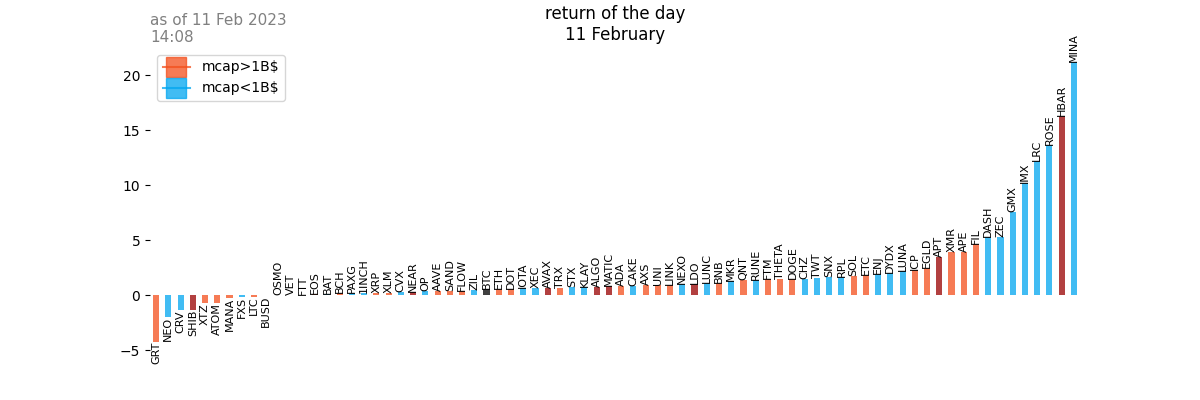 as of 11 Feb 2023
14:08
return of the day
11 February
mcap>1B$
mcap<1B$
20
15
10
5
0
−5
GRT
NEO
CRV
SHIB
XTZ
ATOM
MANA
FXS
LTC
BUSD
OSMO
VET
FTT
EOS
BAT
BCH
PAXG
1INCH
XRP
XLM
CVX
NEAR
OP
AAVE
SAND
FLOW
ZIL
BTC
ETH
DOT
IOTA
XEC
AVAX
TRX
STX
KLAY
ALGO
MATIC
ADA
CAKE
AXS
UNI
LINK
NEXO
LDO
LUNC
BNB
MKR
QNT
RUNE
FTM
THETA
DOGE
CHZ
TWT
SNX
RPL
SOL
ETC
ENJ
DYDX
LUNA
ICP
EGLD
APT
XMR
APE
FIL
DASH
ZEC
GMX
IMX
LRC
ROSE
HBAR
MINA